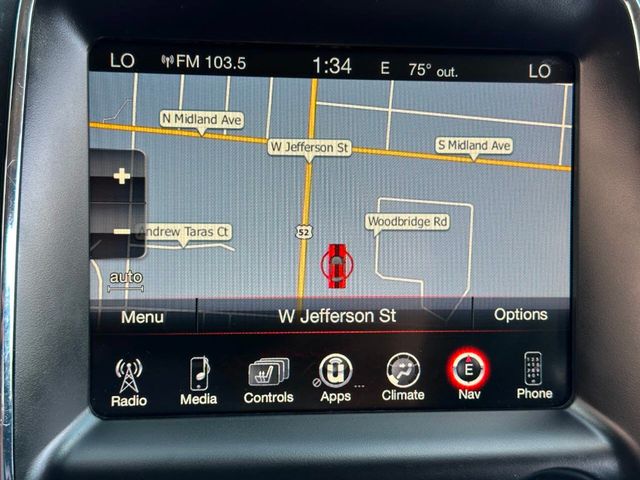 LO FM 103.5 1:34 E 75° out. LO
N Midland Ave
W Jefferson St
S Midland Ave
+
Woodbridge Rd
−
Andrew Taras Ct
52
auto
Menu W Jefferson St Options
E
Radio Media Controls Apps Climate Nav Phone